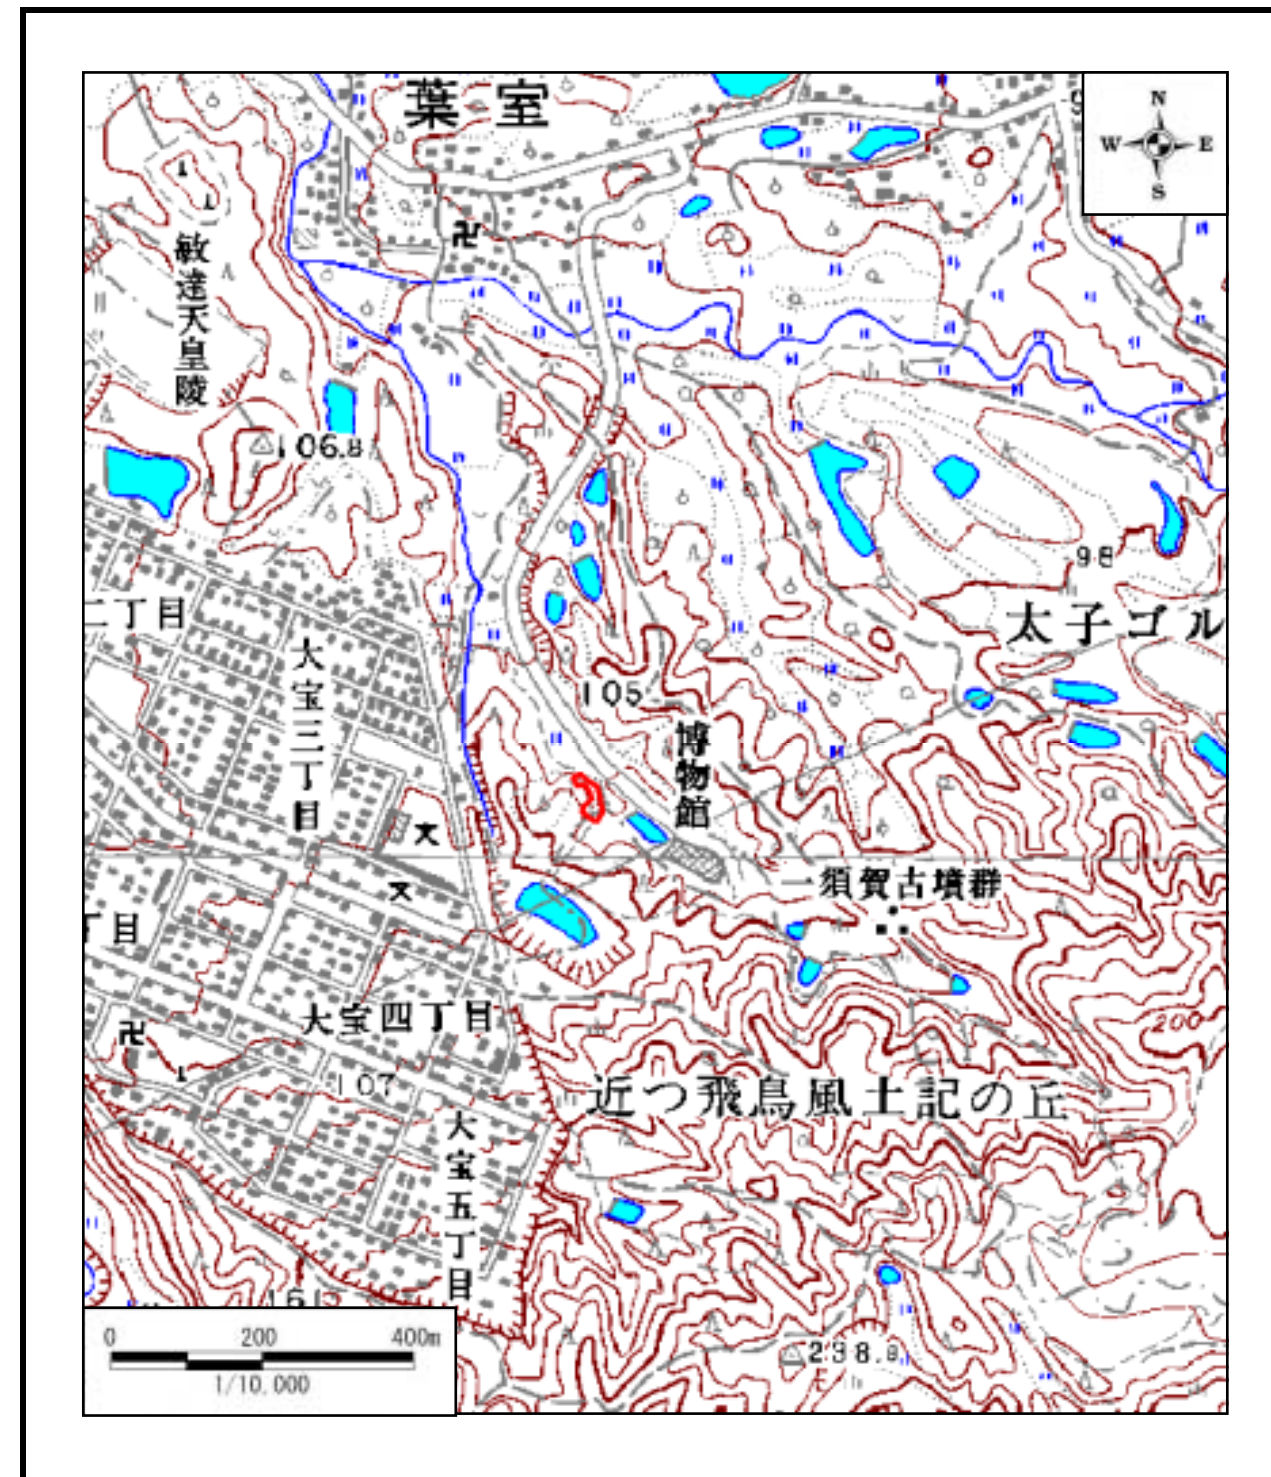 葉室
N
W E
S
敏達天皇陵
106.8
98
太子ゴル
二丁目
大宝三丁目
105
博物館
文
文
一須賀古墳群
丁目
大宝四丁目
200
107
近つ飛鳥風土記の丘
大宝五丁目
238.8
0 200 400m
1/10,000